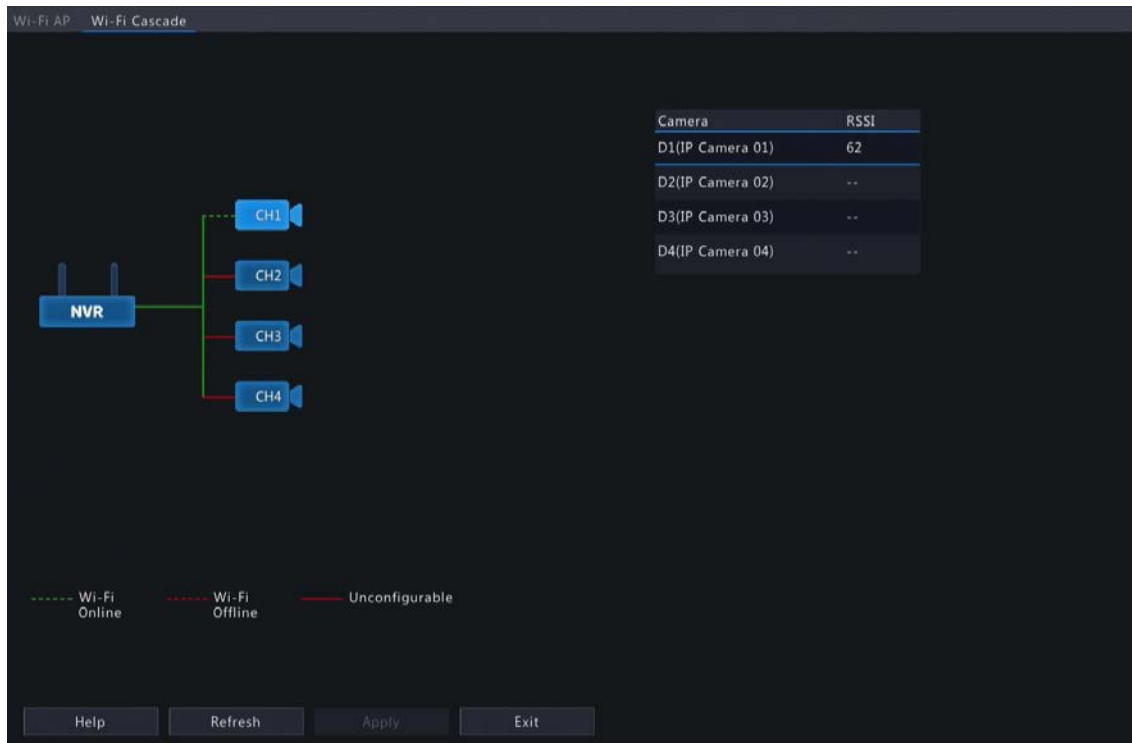 Wi-Fi AP Wi-Fi Cascade
Camera RSSI
D1(IP Camera 01) 62
D2(IP Camera 02) --
D3(IP Camera 03) --
D4(IP Camera 04) --
CH1
CH2
NVR
CH3
CH4
Wi-Fi Online
Wi-Fi Offline
Unconfigurable
Help Refresh Apply Exit